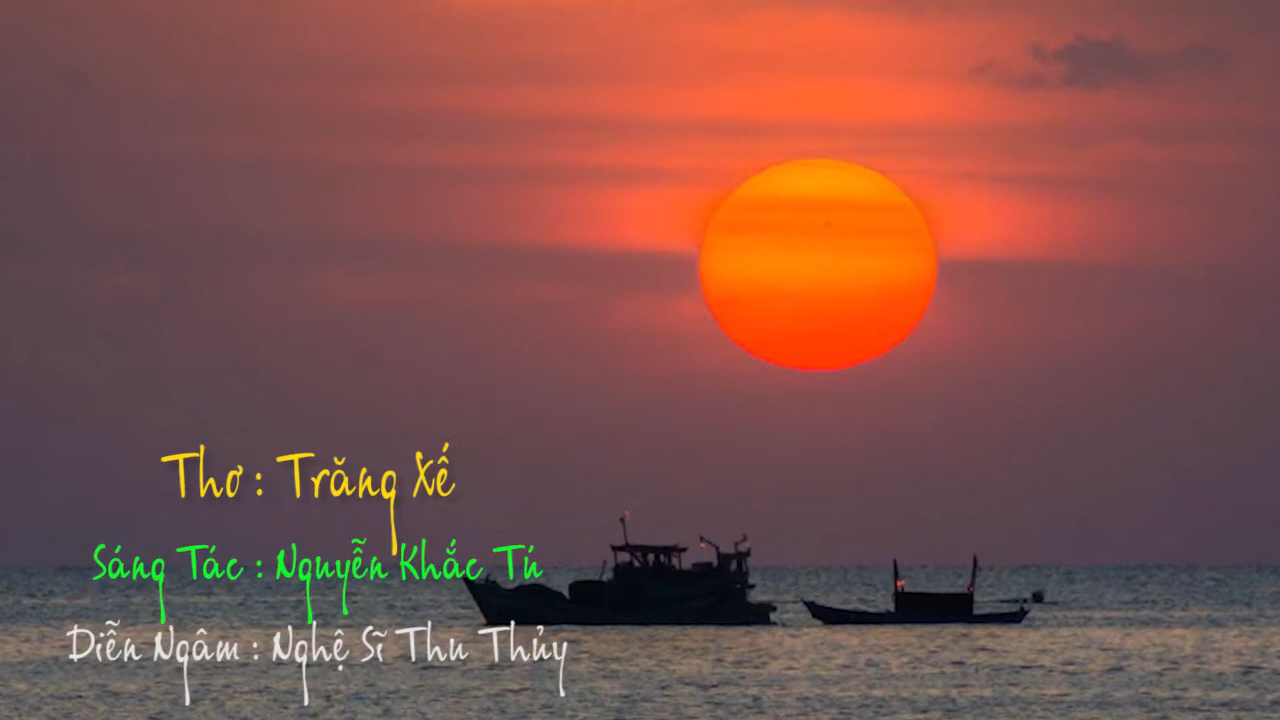 Thơ : Trăng Xế
Sáng Tác : Nguyễn Khắc Tú
Diễn Ngâm : Nghệ Sĩ Thu Thủy